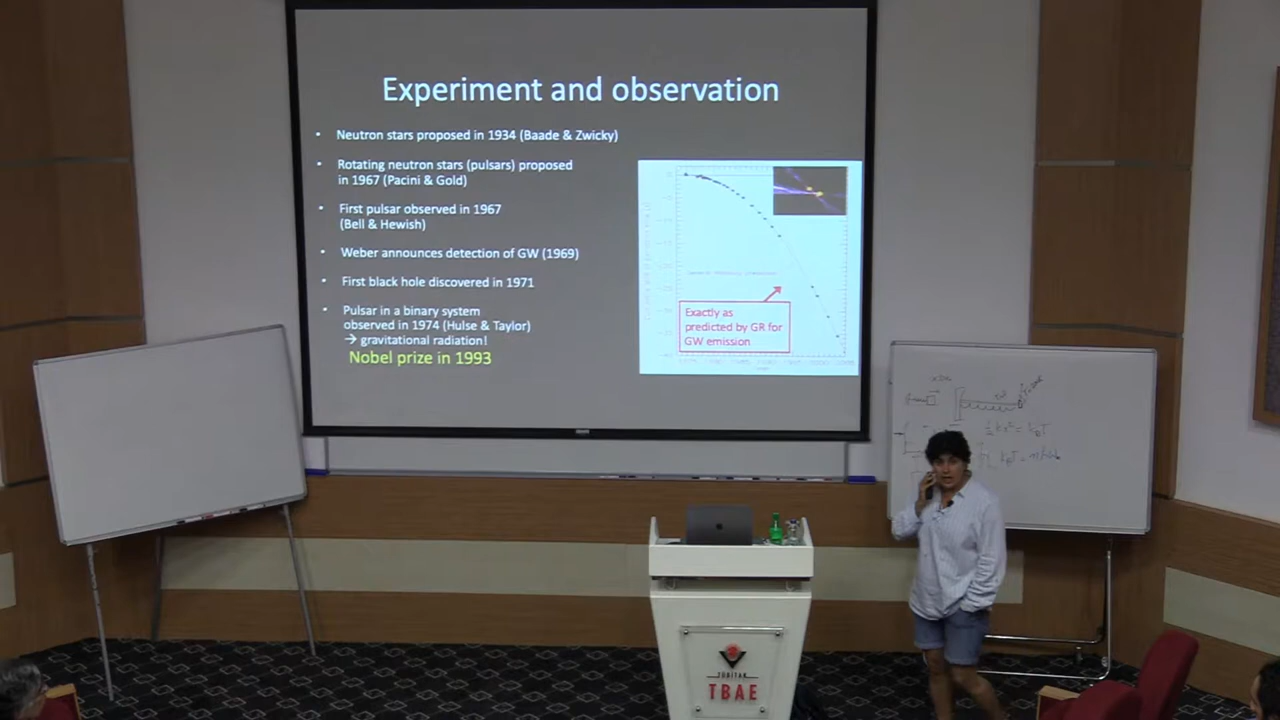 Experiment and observation
• Neutron stars proposed in 1934 (Baade & Zwicky)
• Rotating neutron stars (pulsars) proposed
in 1967 (Pacini & Gold)
• First pulsar observed in 1967
(Bell & Hewish)
• Weber announces detection of GW (1969)
• First black hole discovered in 1971
• Pulsar in a binary system
observed in 1974 (Hulse & Taylor)
→ gravitational radiation!
Nobel prize in 1993
Exactly as
predicted by GR for
GW emission
TÜBİTAK
TBAE